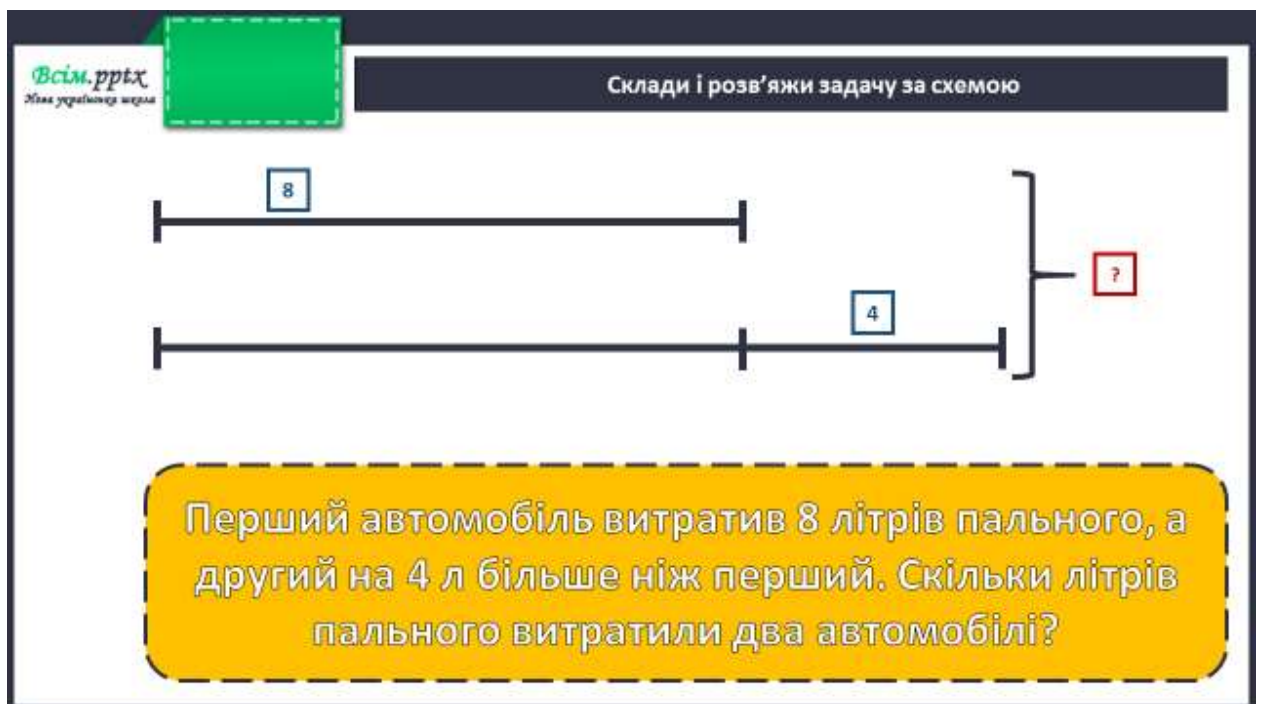 Всім.pptx
Нова українська школа
Склади і розв’яжи задачу за схемою
8
?
4
Перший автомобіль витратив 8 літрів пального, а
другий на 4 л більше ніж перший. Скільки літрів
пального витратили два автомобілі?